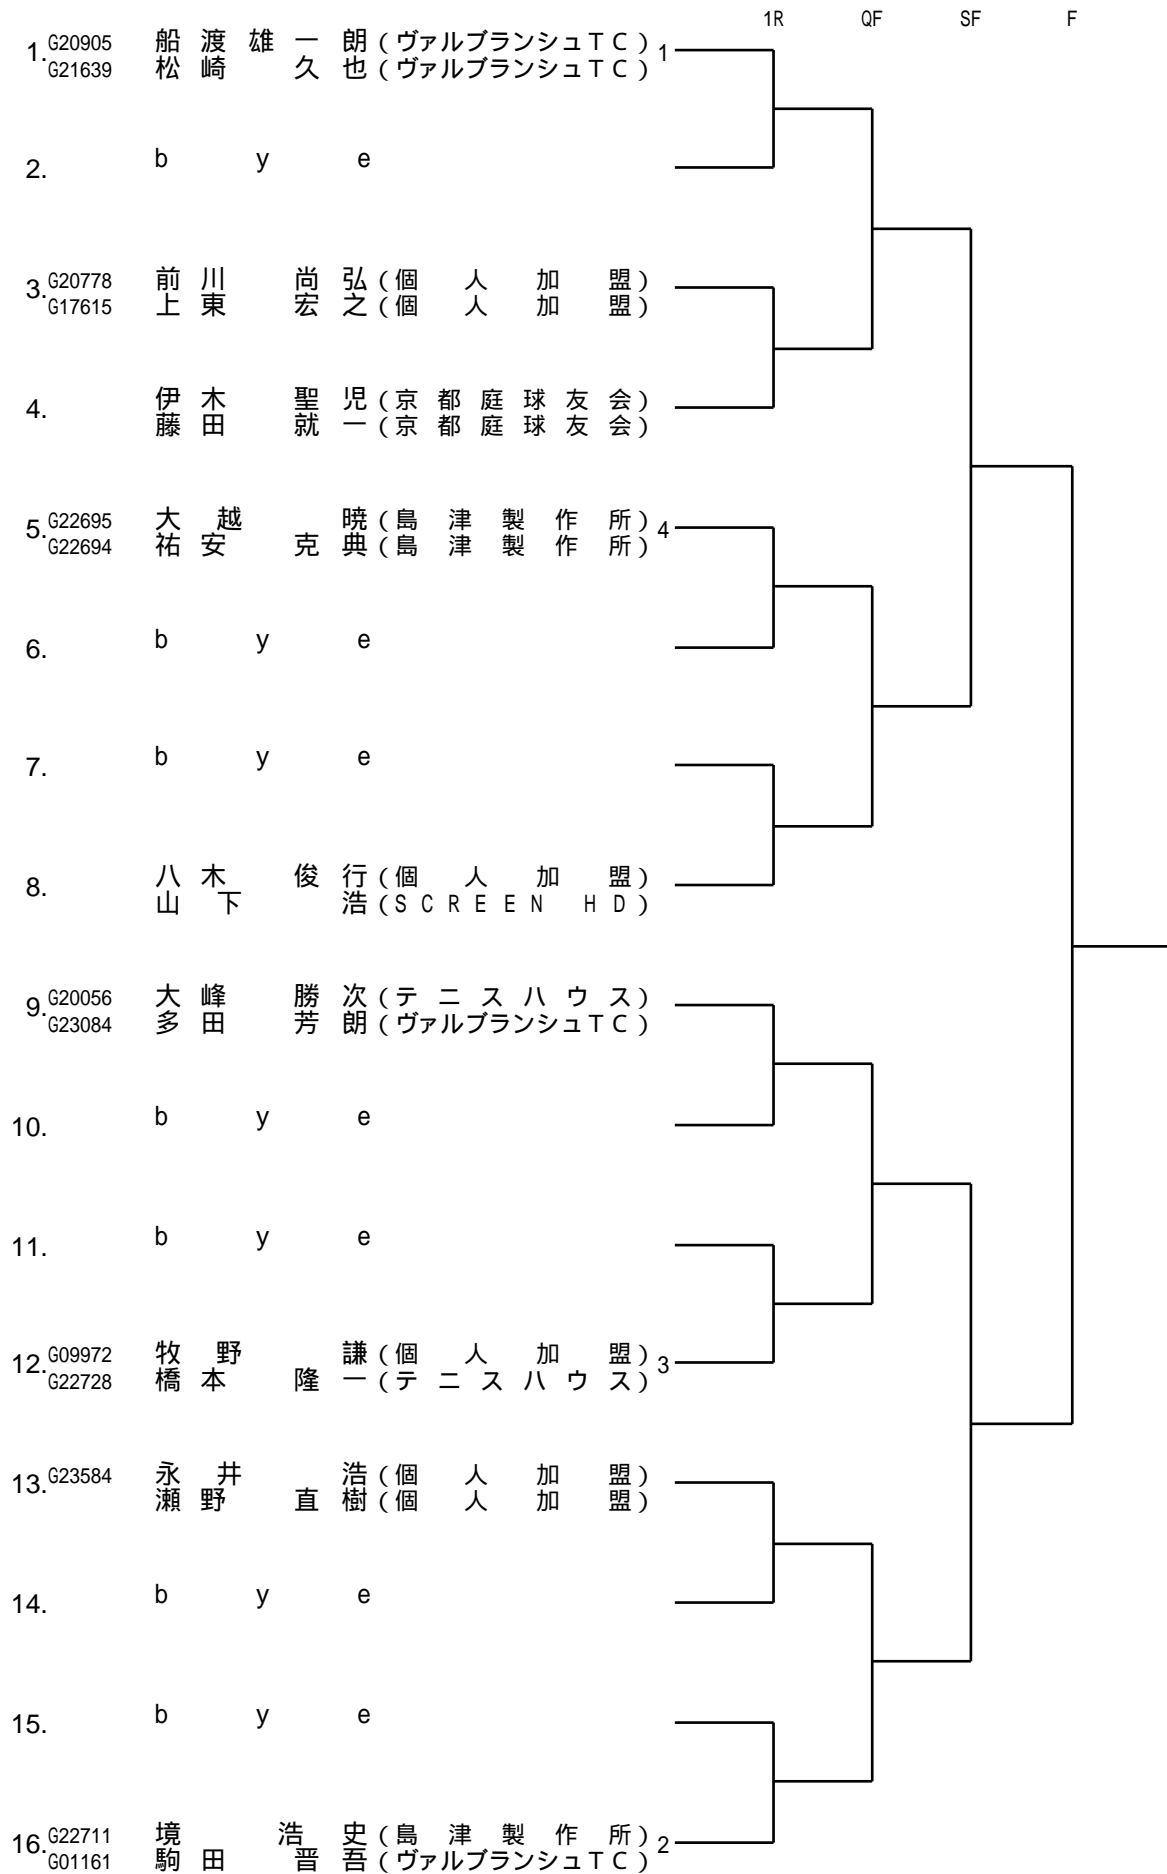 1R QF SF F
1. G20905 船渡雄一朗(ヴァルブランシュTC) 1
G21639 松崎久也(ヴァルブランシュTC)
2. bye
3. G20778 前川尚弘(個人加盟)
G17615 上東宏之(個人加盟)
4. 伊木聖児(京都庭球友会)
藤田就一(京都庭球友会)
5. G22695 大越暁(島津製作所) 4
G22694 祐安克典(島津製作所)
6. bye
7. bye
8. 八木俊行(個人加盟)
山下浩(SCREEN HD)
9. G20056 大峰勝次(テニスハウス)
G23084 多田芳朗(ヴァルブランシュTC)
10. bye
11. bye
12. G09972 牧野謙(個人加盟) 3
G22728 橋本隆一(テニスハウス)
13. G23584 永井浩(個人加盟)
瀬野直樹(個人加盟)
14. bye
15. bye
16. G22711 境浩史(島津製作所) 2
G01161 駒田晋吾(ヴァルブランシュTC)